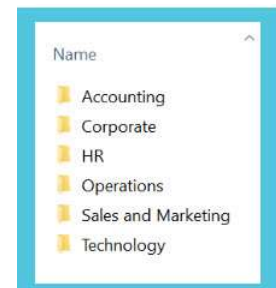 Name
Accounting
Corporate
HR
Operations
Sales and Marketing
Technology